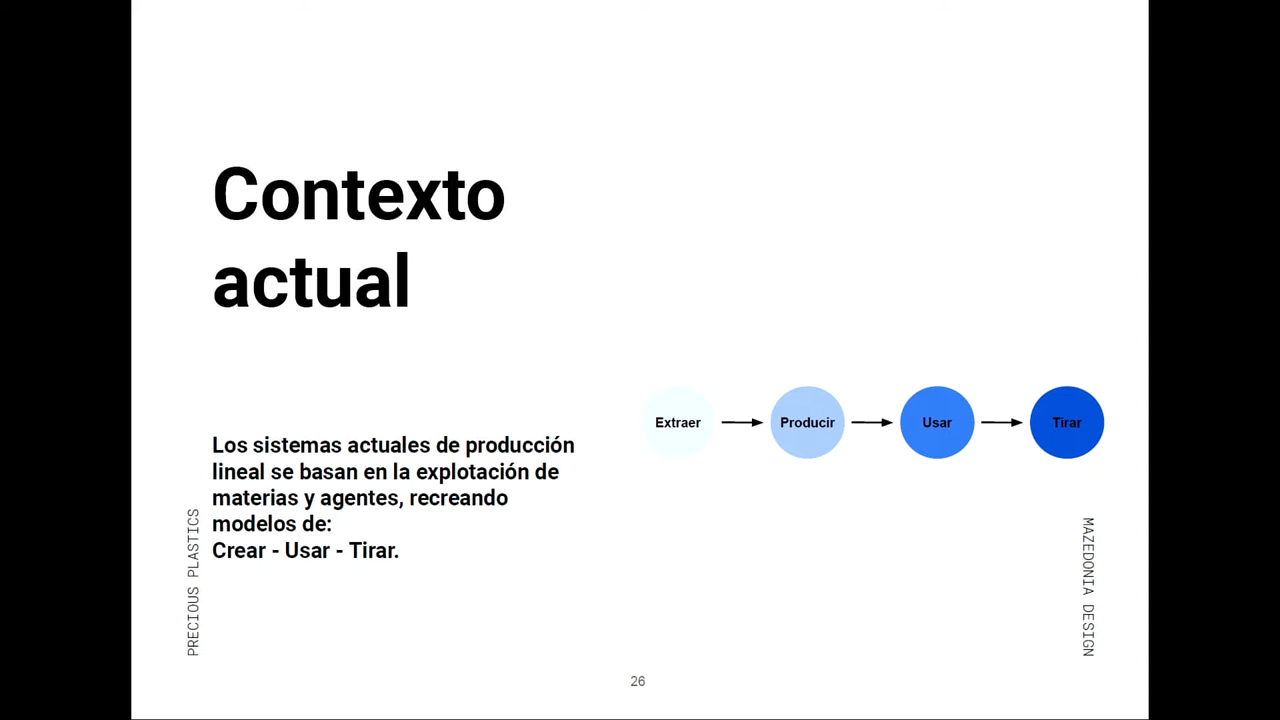 Contexto
actual
Los sistemas actuales de producción
lineal se basan en la explotación de
materias y agentes, recreando
modelos de:
Crear - Usar - Tirar.
Extraer
Producir
Usar
Tirar
PRECIOUS PLASTICS
MAZEDONIA DESIGN
26